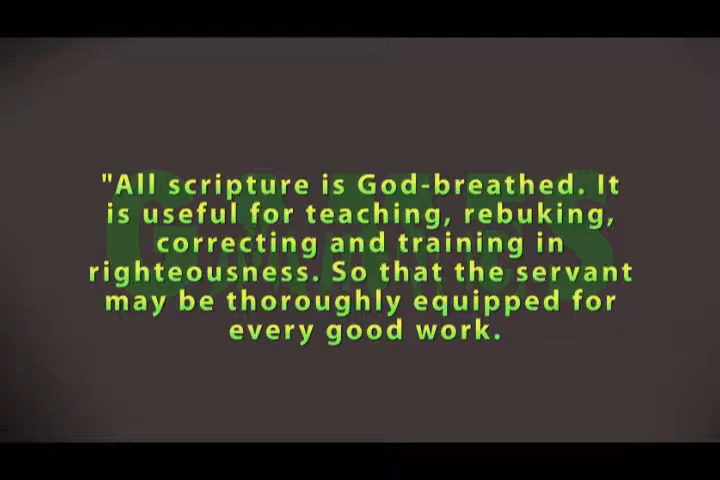 "All scripture is God-breathed. It
is useful for teaching, rebuking,
correcting and training in
righteousness. So that the servant
may be thoroughly equipped for
every good work.
GAMES